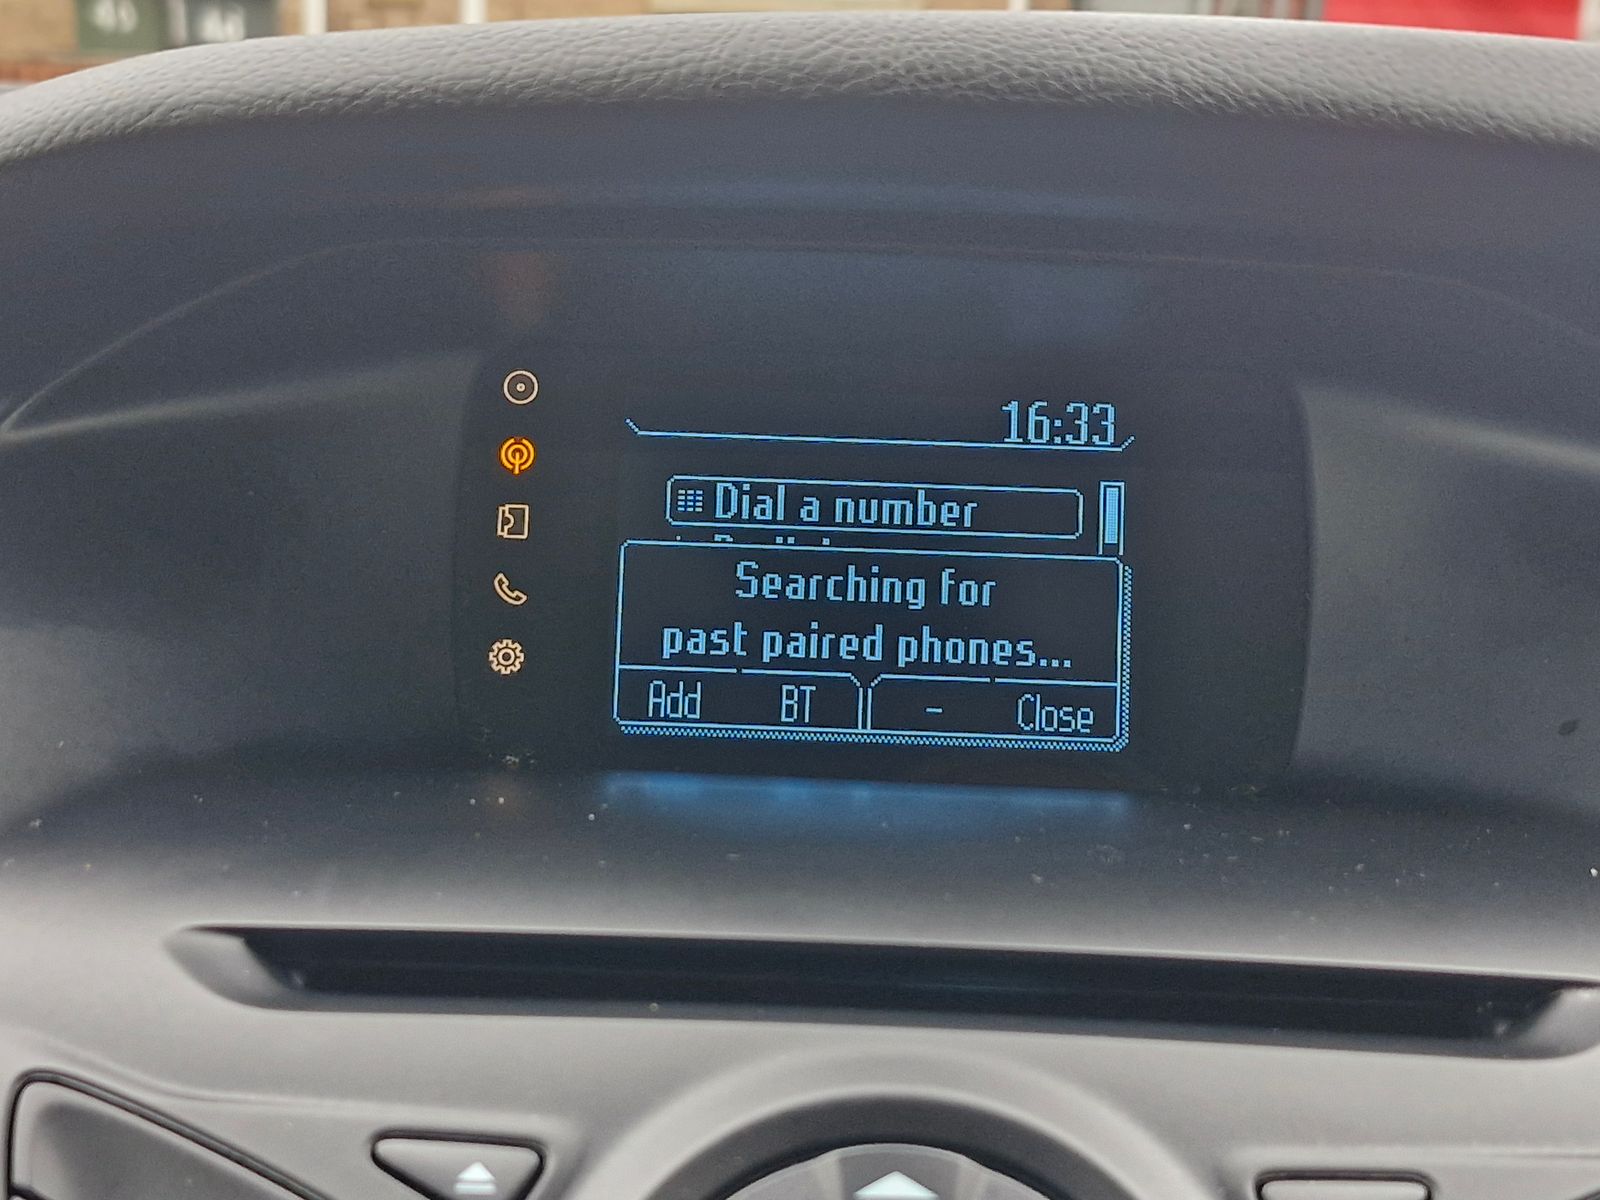 16:33
Dial a number
Searching for
past paired phones...
Add BT - Close